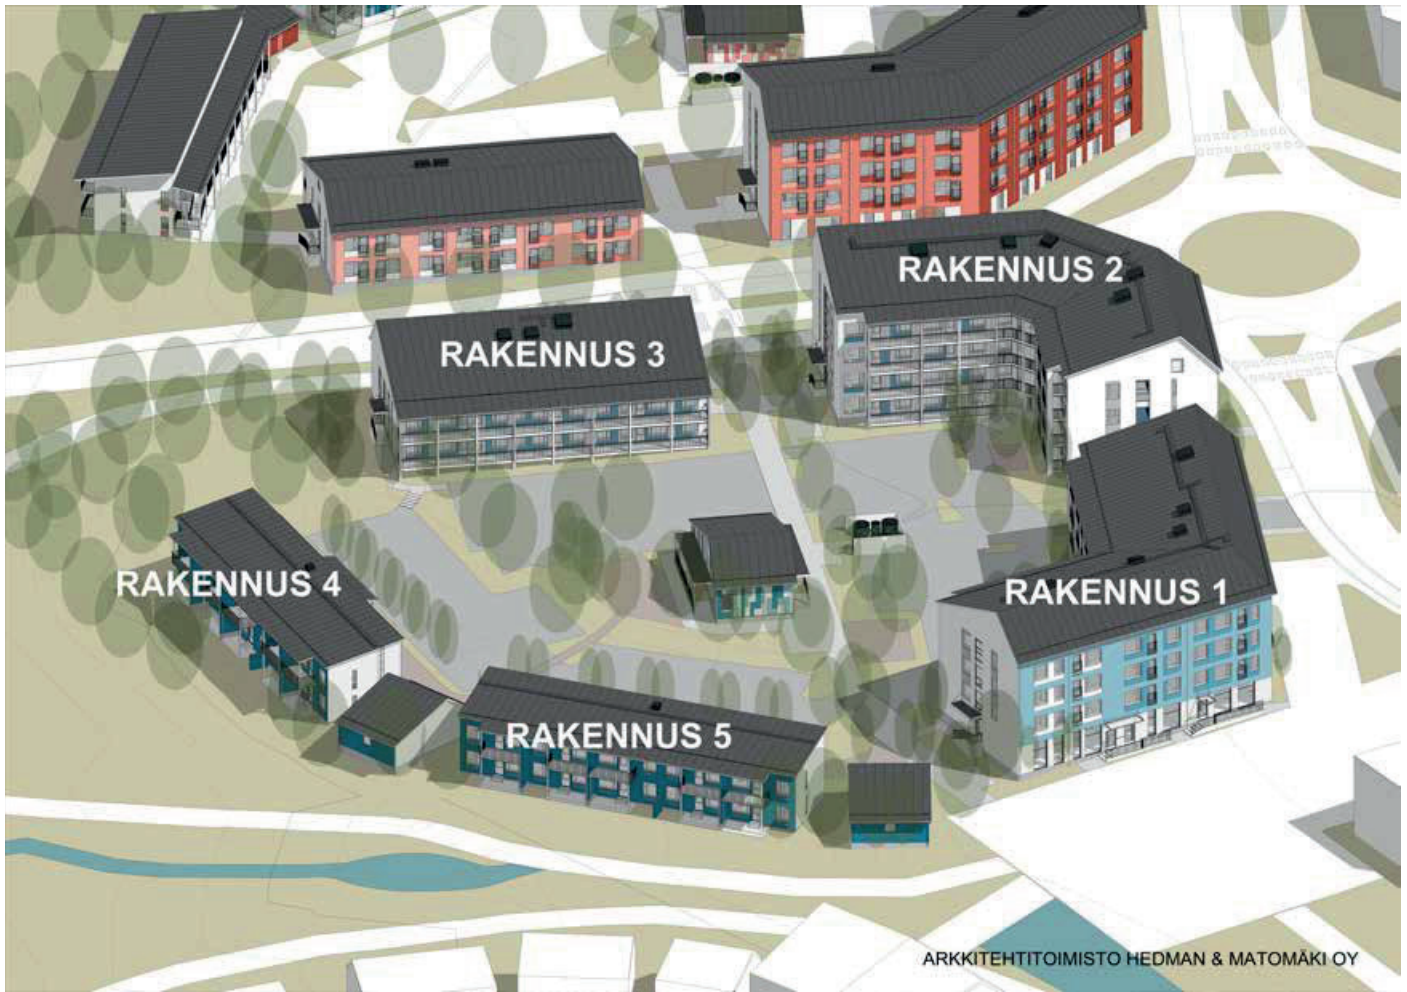 RAKENNUS 2
RAKENNUS 3
RAKENNUS 4
RAKENNUS 1
RAKENNUS 5
ARKKITEHTITOIMISTO HEDMAN & MATOMÄKI OY